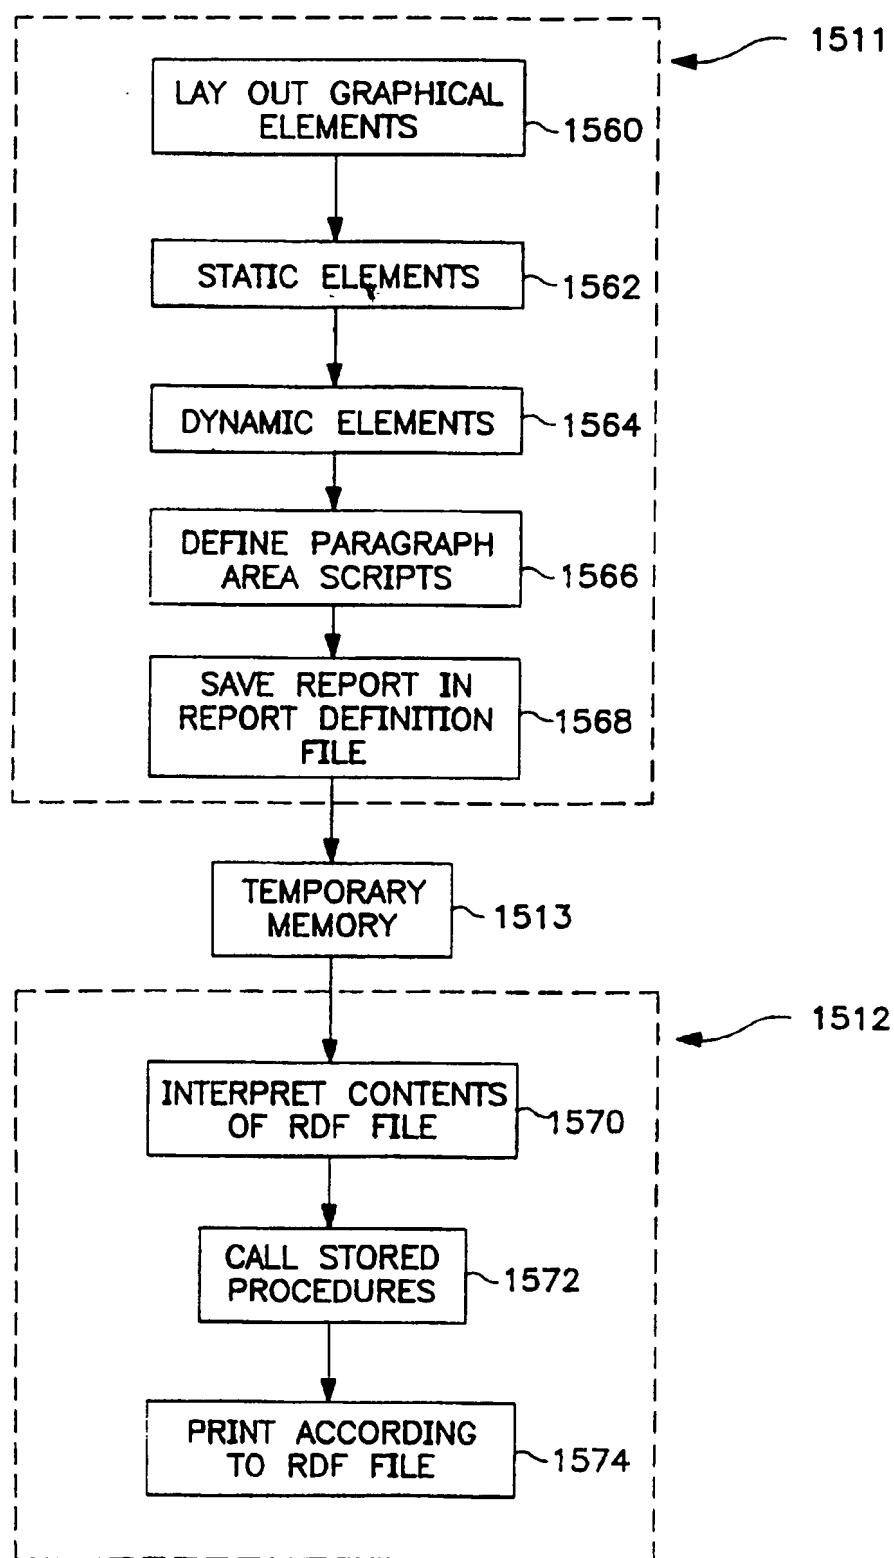 1511
LAY OUT GRAPHICAL
ELEMENTS
1560
STATIC ELEMENTS
1562
DYNAMIC ELEMENTS
1564
DEFINE PARAGRAPH
AREA SCRIPTS
1566
SAVE REPORT IN
REPORT DEFINITION
FILE
1568
TEMPORARY
MEMORY
1513
1512
INTERPRET CONTENTS
OF RDF FILE
1570
CALL STORED
PROCEDURES
1572
PRINT ACCORDING
TO RDF FILE
1574